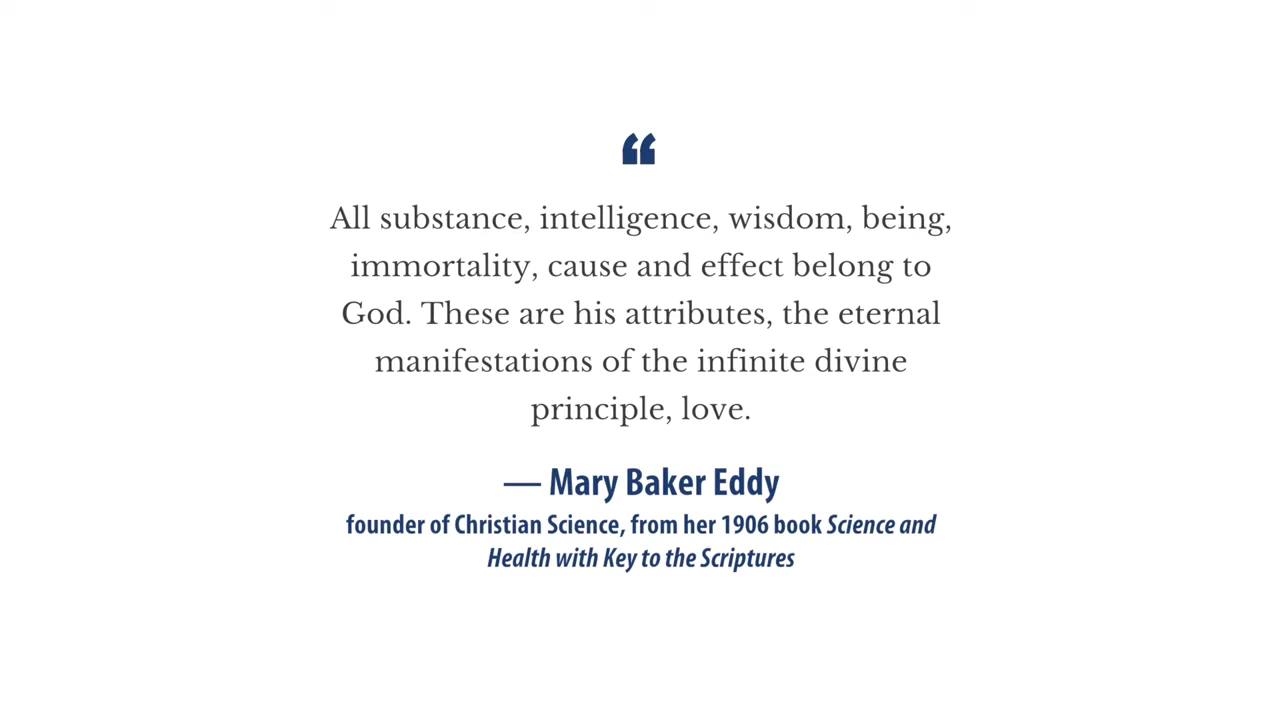 “
All substance, intelligence, wisdom, being,
immortality, cause and effect belong to
God. These are his attributes, the eternal
manifestations of the infinite divine
principle, love.
— Mary Baker Eddy
founder of Christian Science, from her 1906 book Science and
Health with Key to the Scriptures